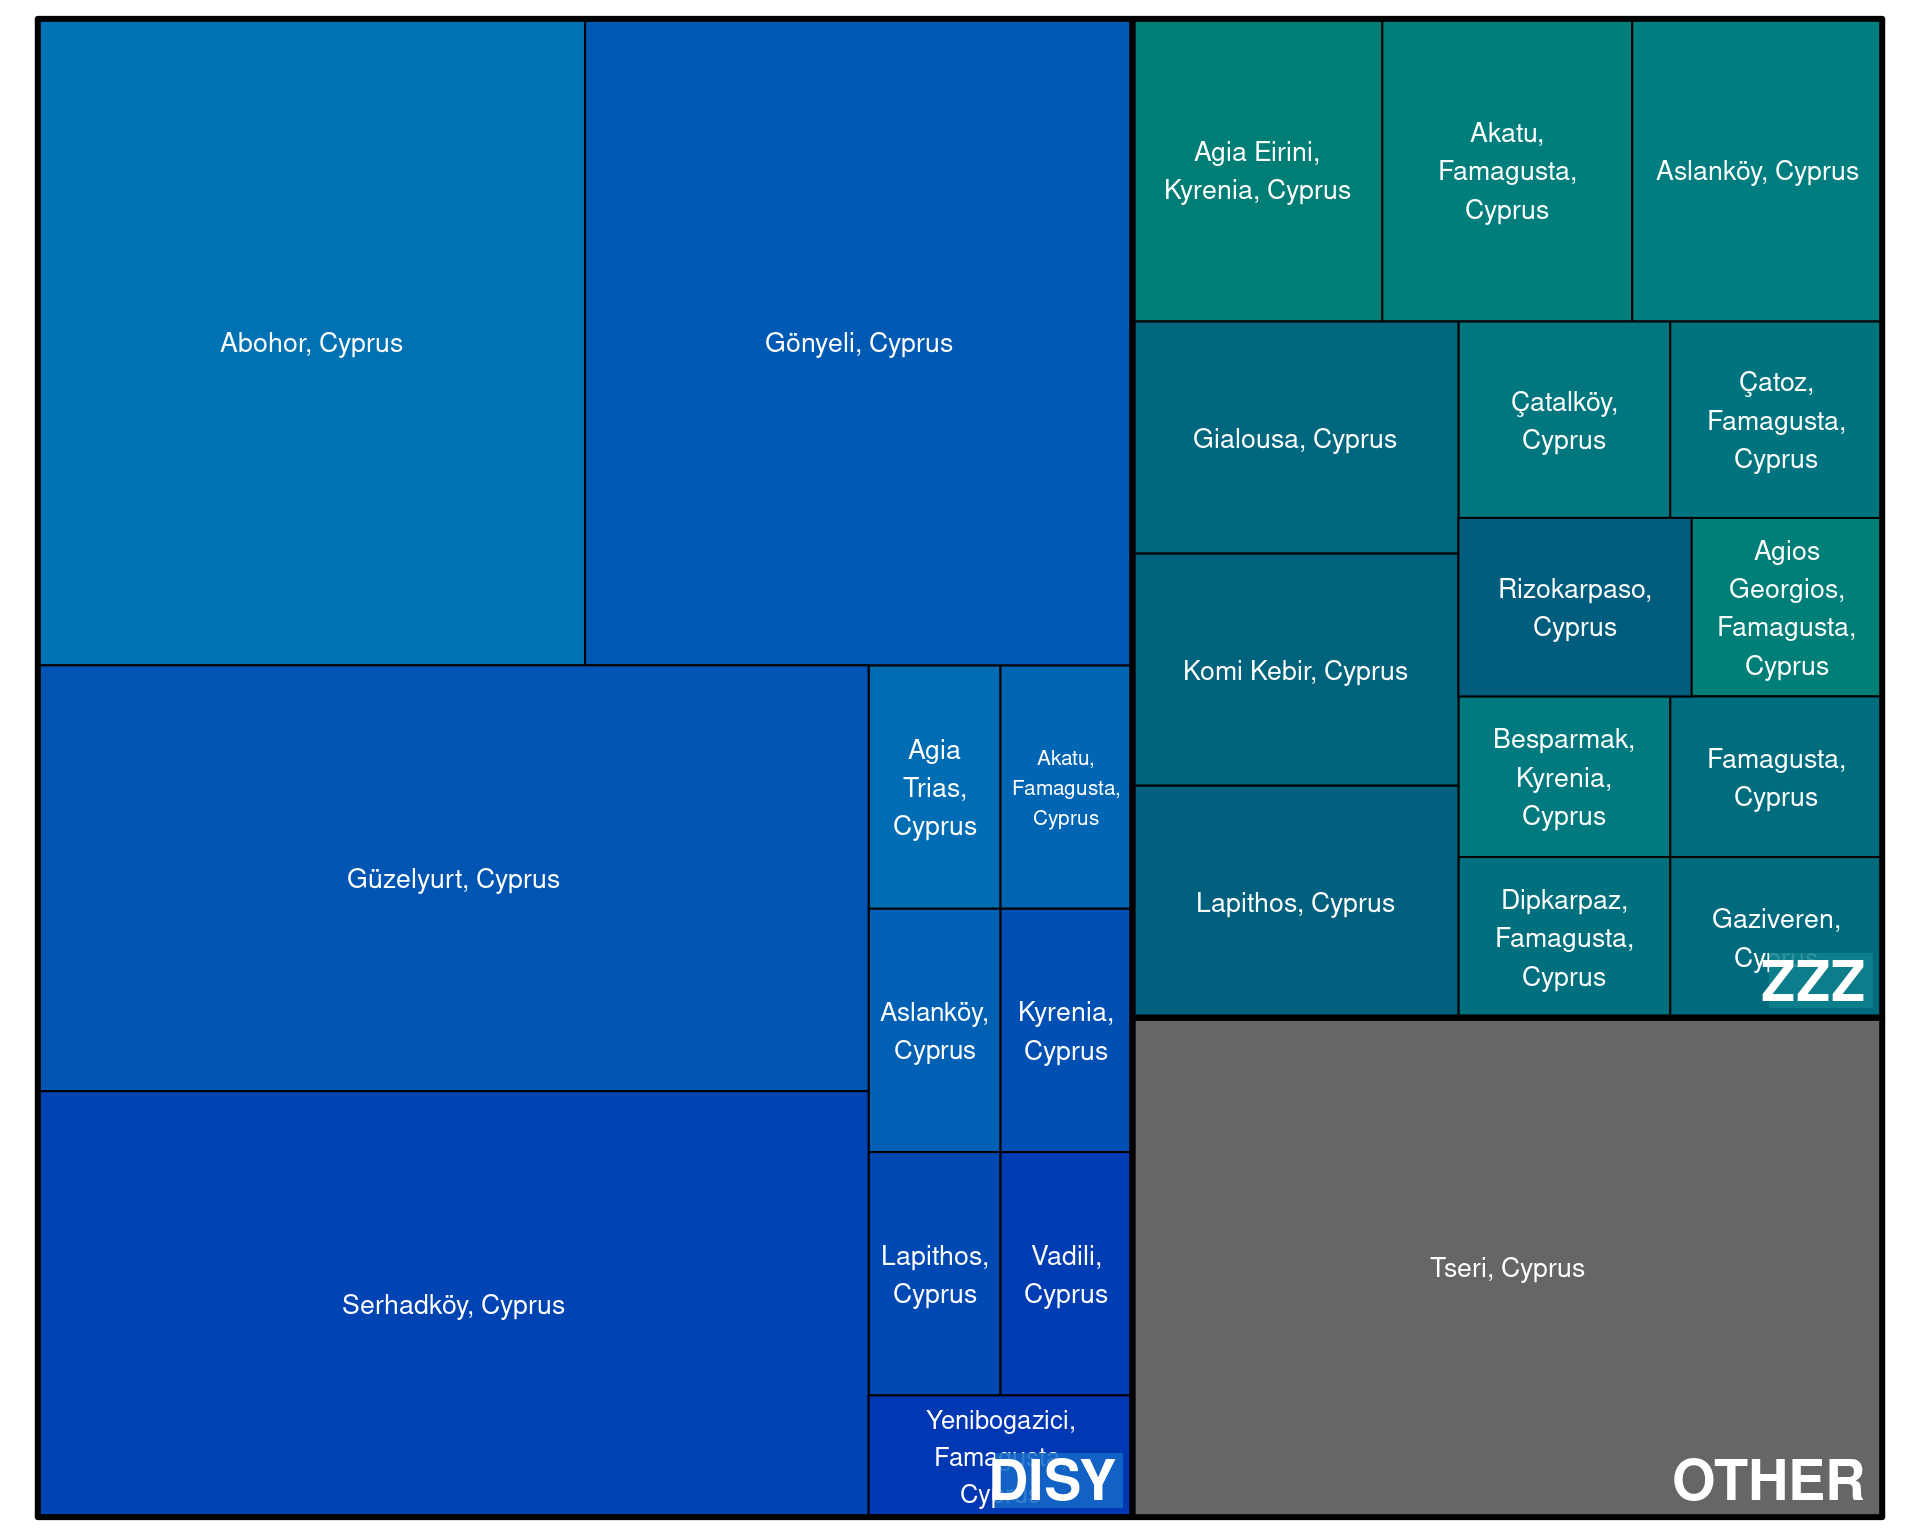 Abohor, Cyprus
Gönyeli, Cyprus
Güzelyurt, Cyprus
Serhadköy, Cyprus
Agia
Trias,
Cyprus
Akatu,
Famagusta,
Cyprus
Aslanköy,
Cyprus
Kyrenia,
Cyprus
Lapithos,
Cyprus
Vadili,
Cyprus
Yenibogazici,
Famagusta,
Cyprus
DISY
Agia Eirini,
Kyrenia, Cyprus
Akatu,
Famagusta,
Cyprus
Aslanköy, Cyprus
Gialousa, Cyprus
Çatalköy,
Cyprus
Çatoz,
Famagusta,
Cyprus
Komi Kebir, Cyprus
Rizokarpaso,
Cyprus
Agios
Georgios,
Famagusta,
Cyprus
Besparmak,
Kyrenia,
Cyprus
Famagusta,
Cyprus
Lapithos, Cyprus
Dipkarpaz,
Famagusta,
Cyprus
Gaziveren,
Cyprus
ZZZ
Tseri, Cyprus
OTHER